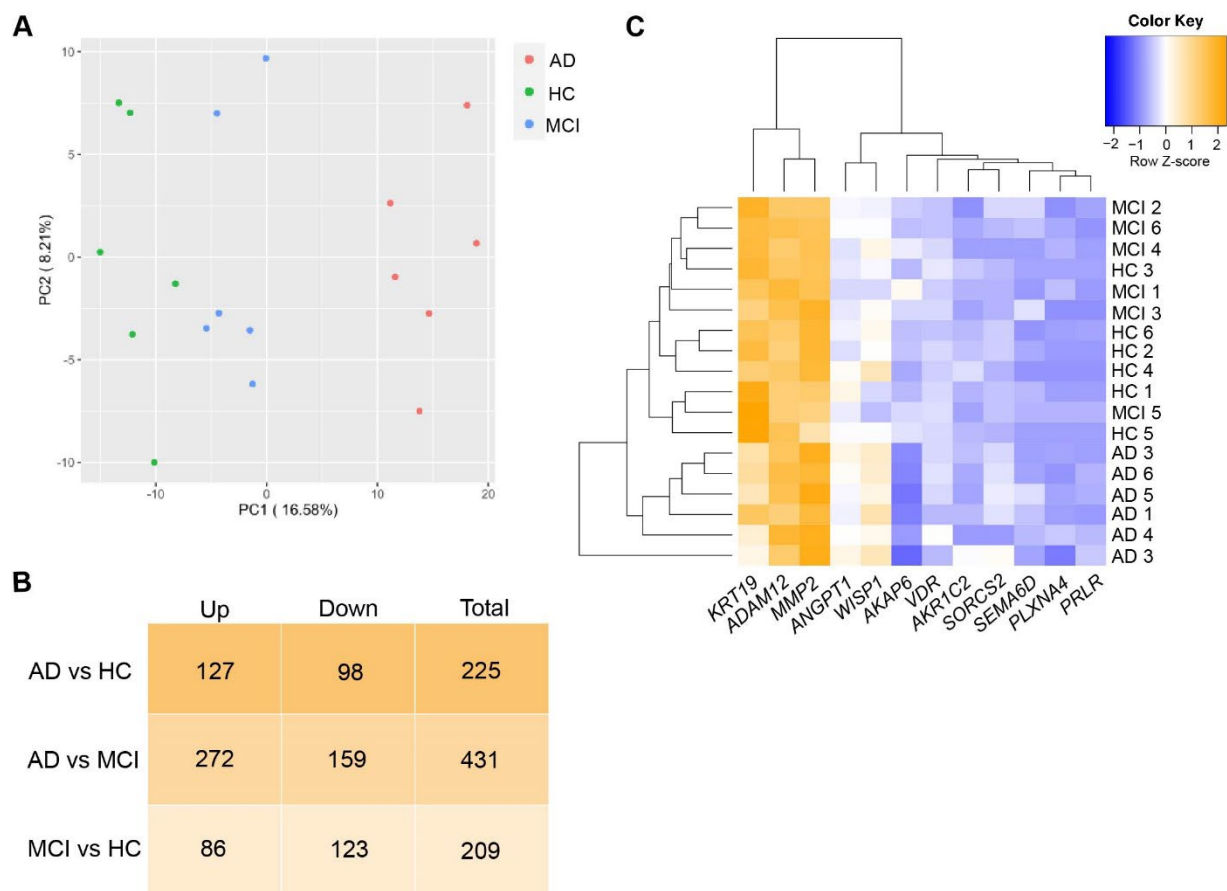 A
10
5
0
-5
-10
PC2 ( 8.21%)
-10
0
10
20
PC1 ( 16.58%)
AD
HC
MCI
B
Up Down Total
AD vs HC 127 98 225
AD vs MCI 272 159 431
MCI vs HC 86 123 209
C
Color Key
−2 −1 0 1 2
Row Z-score
MCI 2
MCI 6
MCI 4
HC 3
MCI 1
MCI 3
HC 6
HC 2
HC 4
HC 1
MCI 5
HC 5
AD 3
AD 6
AD 5
AD 1
AD 4
AD 3
KRT19
ADAM12
MMP2
ANGPT1
WISP1
AKAP6
VDR
AKR1C2
SORCS2
SEMA6D
PLXNA4
PRLR